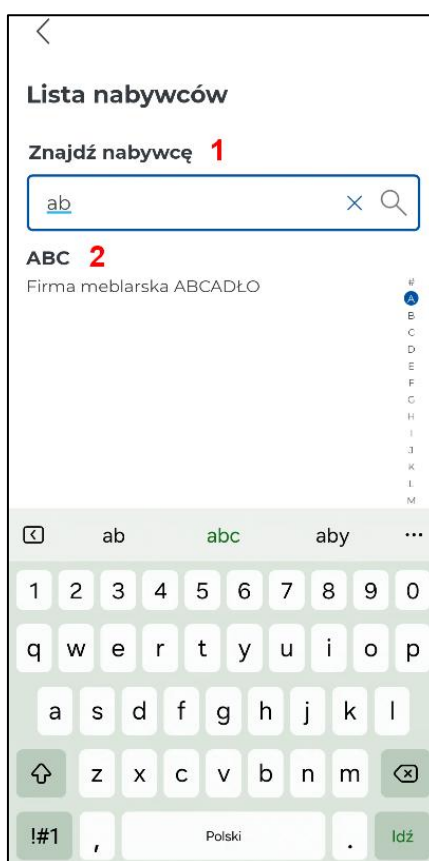 Lista nabywców
Znajdź nabywcę 1
ab
ABC 2
Firma meblarska ABCADŁO
#
A
B
C
D
E
F
G
H
I
J
K
L
M
ab abc aby ...
1 2 3 4 5 6 7 8 9 0
q w e r t y u i o p
a s d f g h j k l
z x c v b n m
!#1 , Polski . Idź